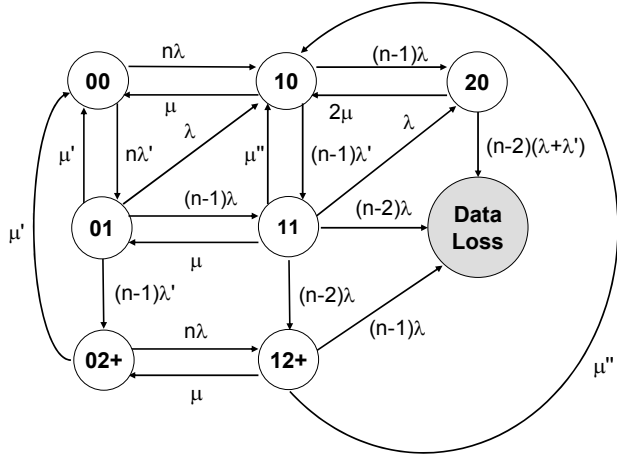 nλ
(n-1)λ
00
10
20
μ
2μ
μ'
nλ'
λ
μ"
(n-1)λ'
λ
(n-2)(λ+λ')
(n-1)λ
(n-2)λ
01
11
Data
Loss
μ
μ'
(n-1)λ'
(n-2)λ
(n-1)λ
nλ
02+
12+
μ
μ"